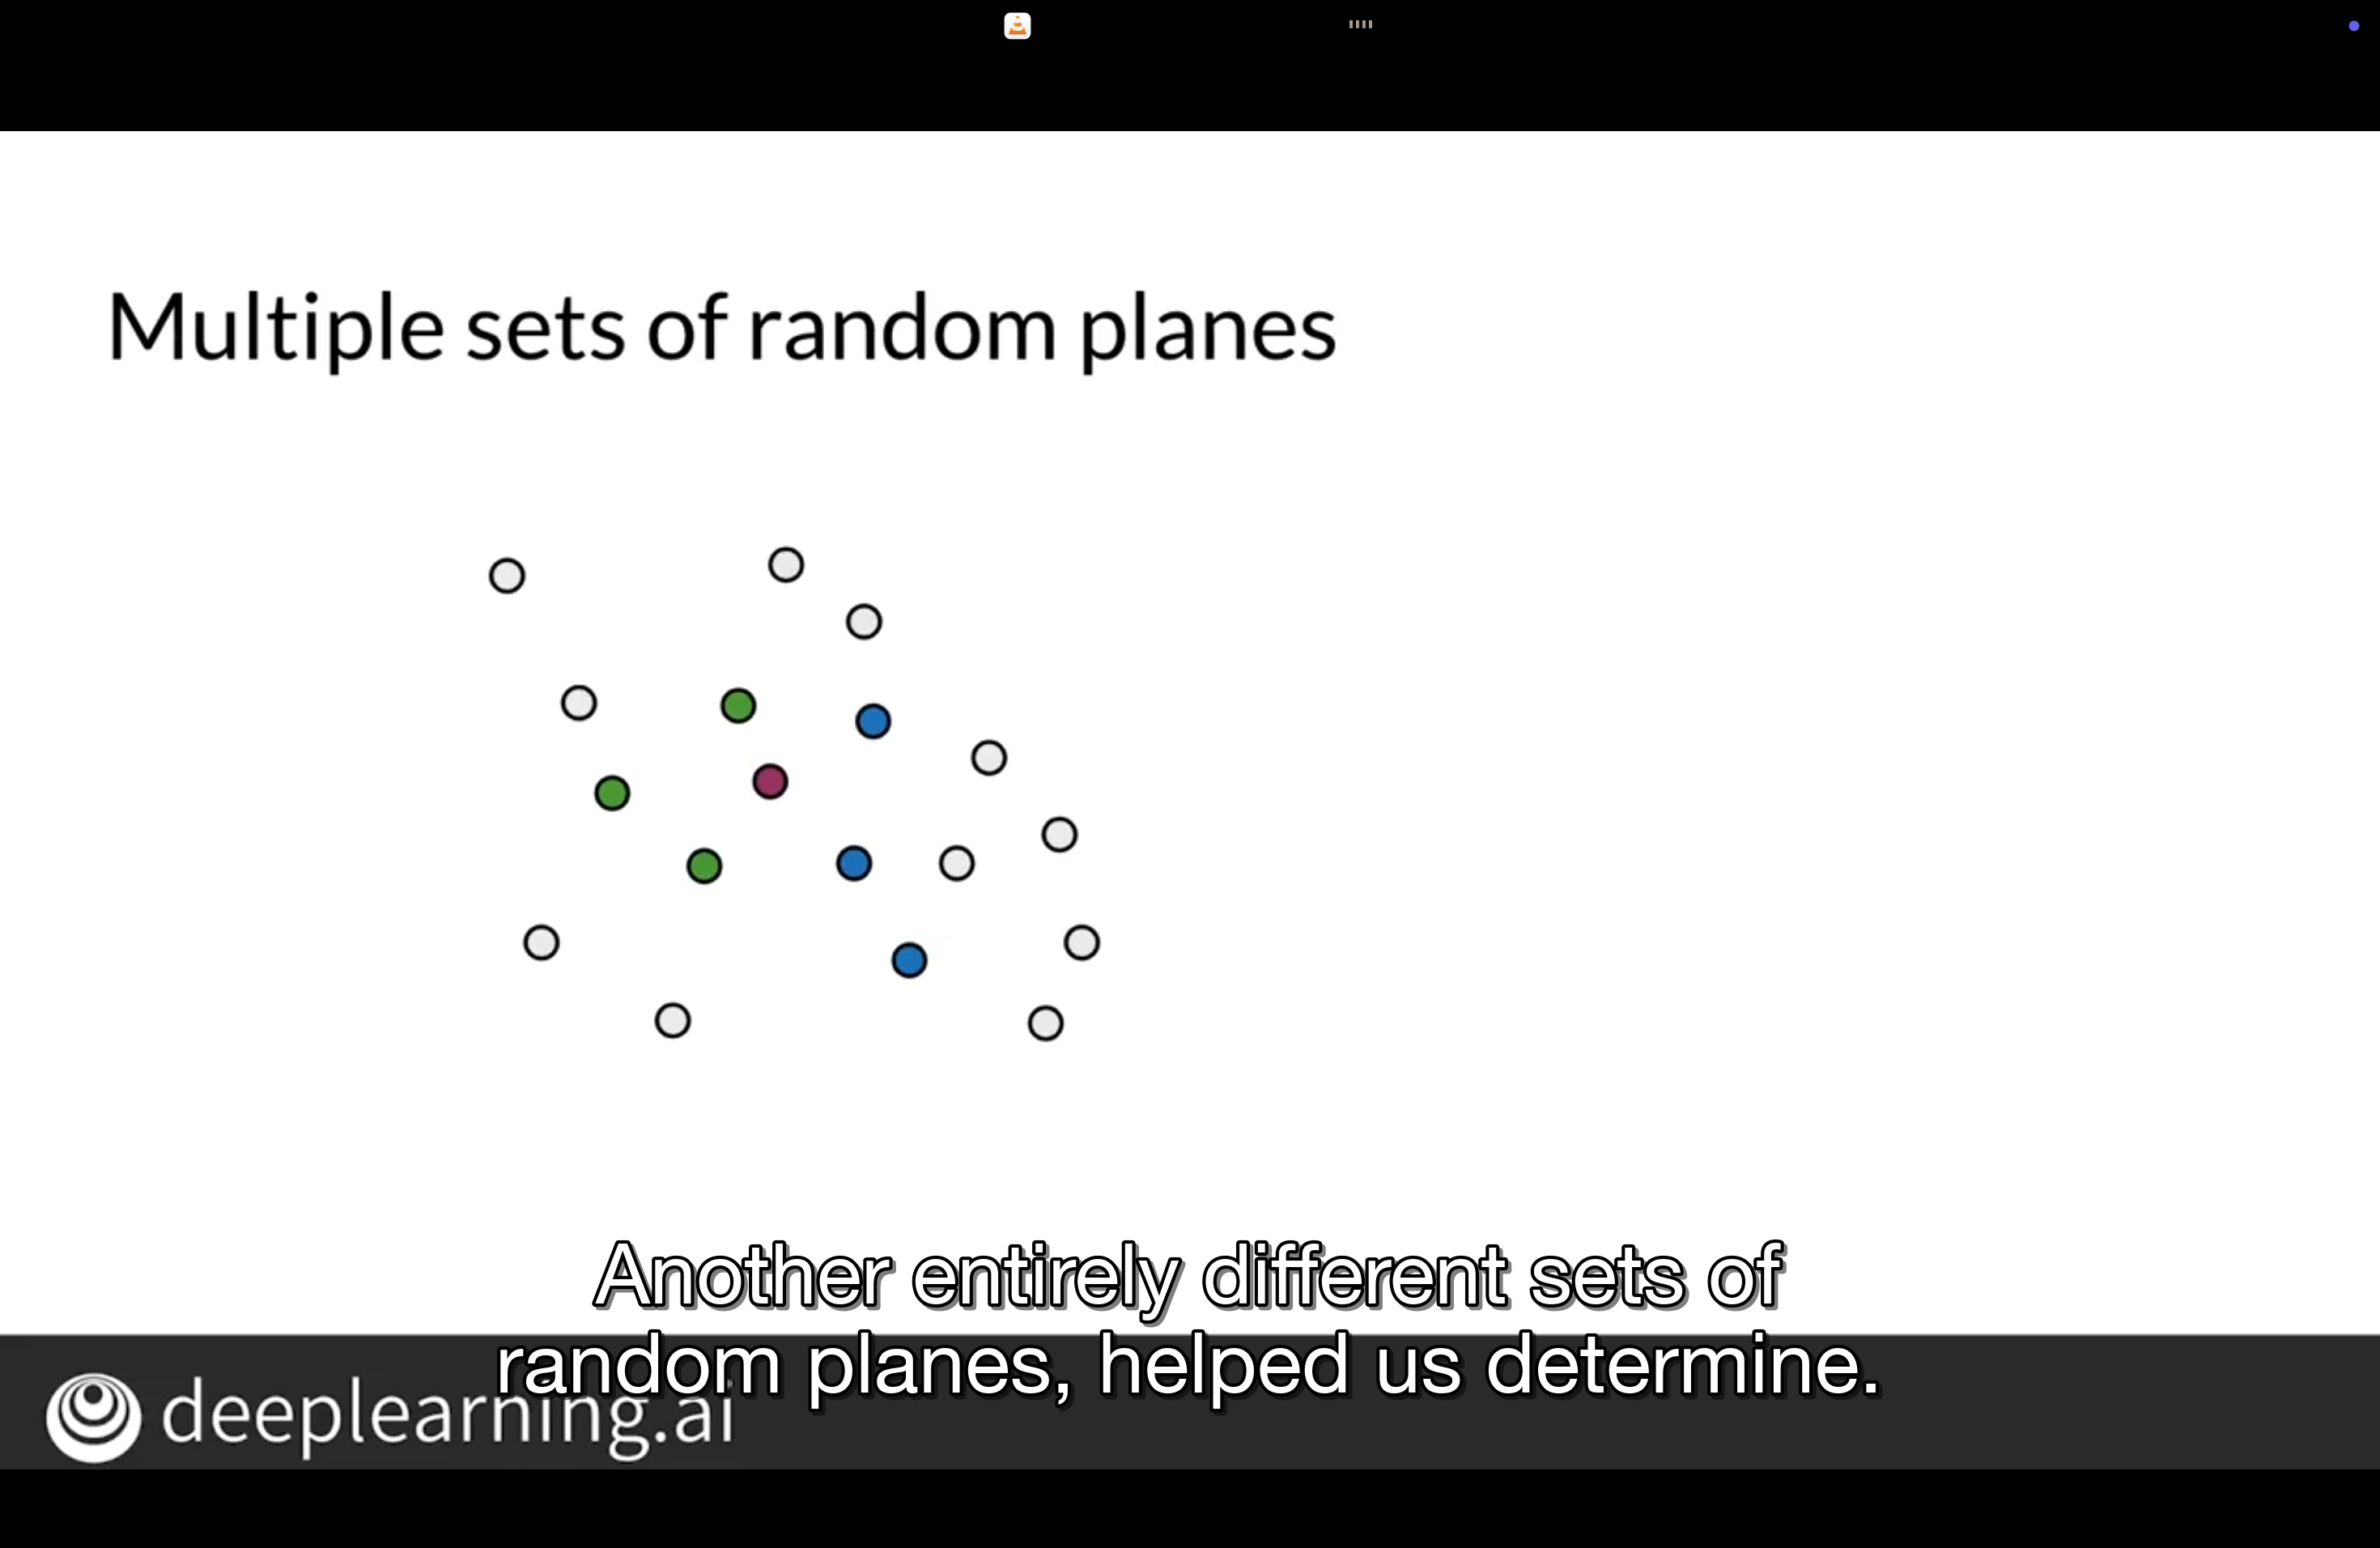 Multiple sets of random planes
Another entirely different sets of
random planes, helped us determine.
deeplearning.ai